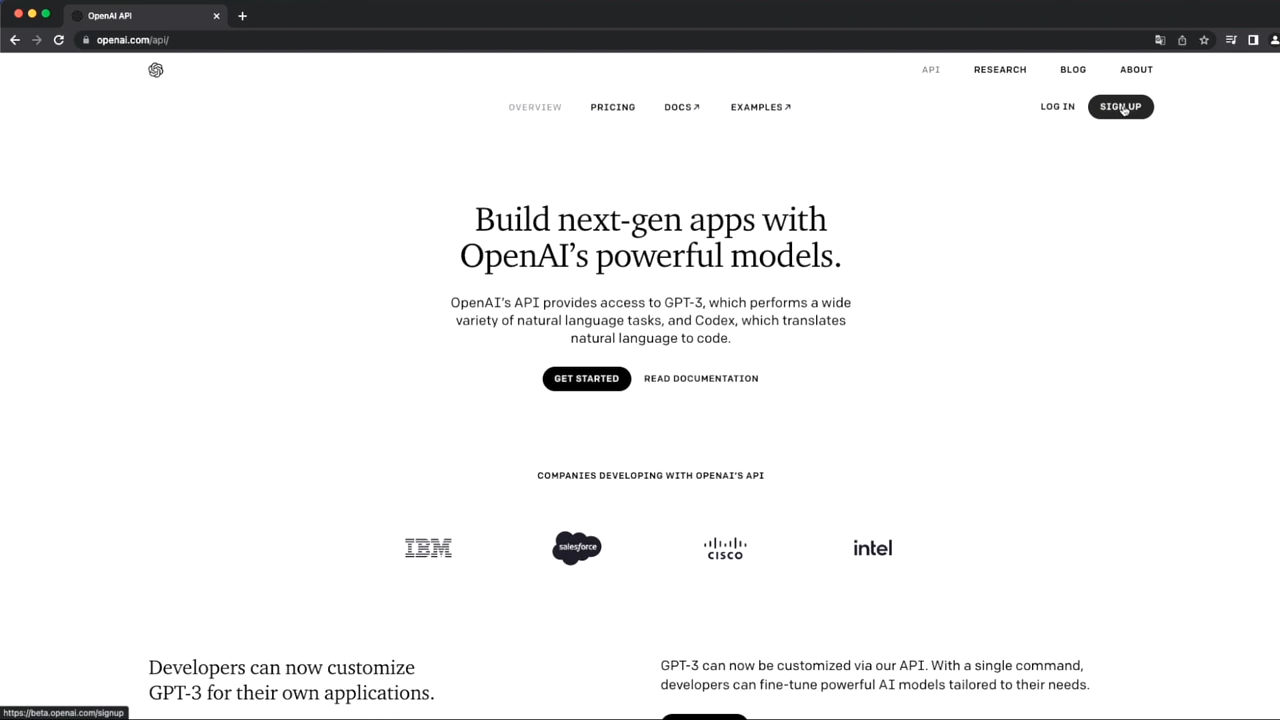 OpenAI API
openai.com/api/
API RESEARCH BLOG ABOUT
OVERVIEW PRICING DOCS↗ EXAMPLES↗ LOG IN SIGN UP
Build next-gen apps with
OpenAI’s powerful models.
OpenAI’s API provides access to GPT-3, which performs a wide
variety of natural language tasks, and Codex, which translates
natural language to code.
GET STARTED READ DOCUMENTATION
COMPANIES DEVELOPING WITH OPENAI’S API
IBM salesforce CISCO intel
Developers can now customize
GPT-3 for their own applications.
GPT-3 can now be customized via our API. With a single command,
developers can fine-tune powerful AI models tailored to their needs.
https://beta.openai.com/signup